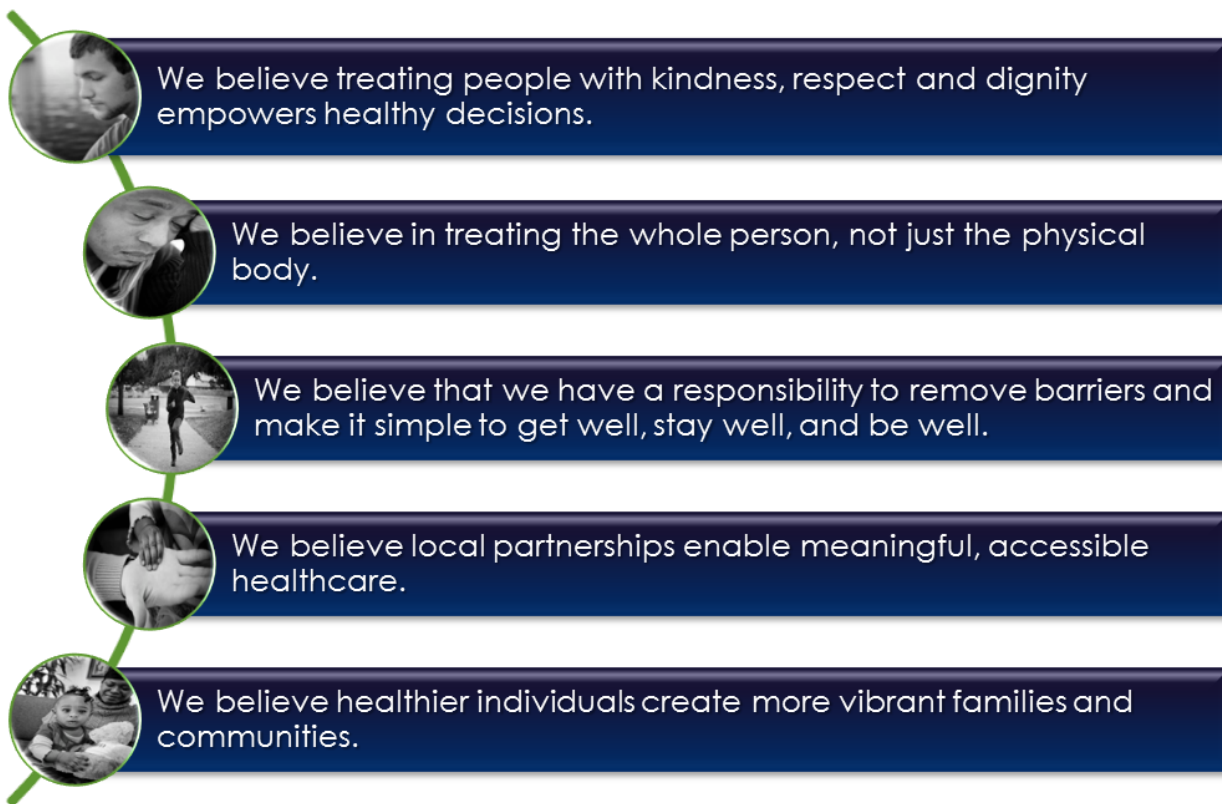 We believe treating people with kindness, respect and dignity
empowers healthy decisions.
We believe in treating the whole person, not just the physical
body.
We believe that we have a responsibility to remove barriers and
make it simple to get well, stay well, and be well.
We believe local partnerships enable meaningful, accessible
healthcare.
We believe healthier individuals create more vibrant families and
communities.